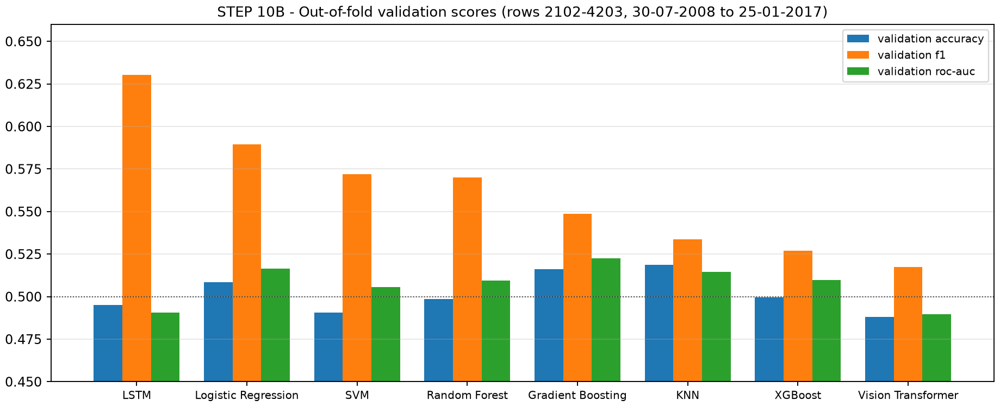 STEP 10B - Out-of-fold validation scores (rows 2102-4203, 30-07-2008 to 25-01-2017)
validation accuracy
validation f1
validation roc-auc
0.650
0.625
0.600
0.575
0.550
0.525
0.500
0.475
0.450
LSTM Logistic Regression SVM Random Forest Gradient Boosting KNN XGBoost Vision Transformer